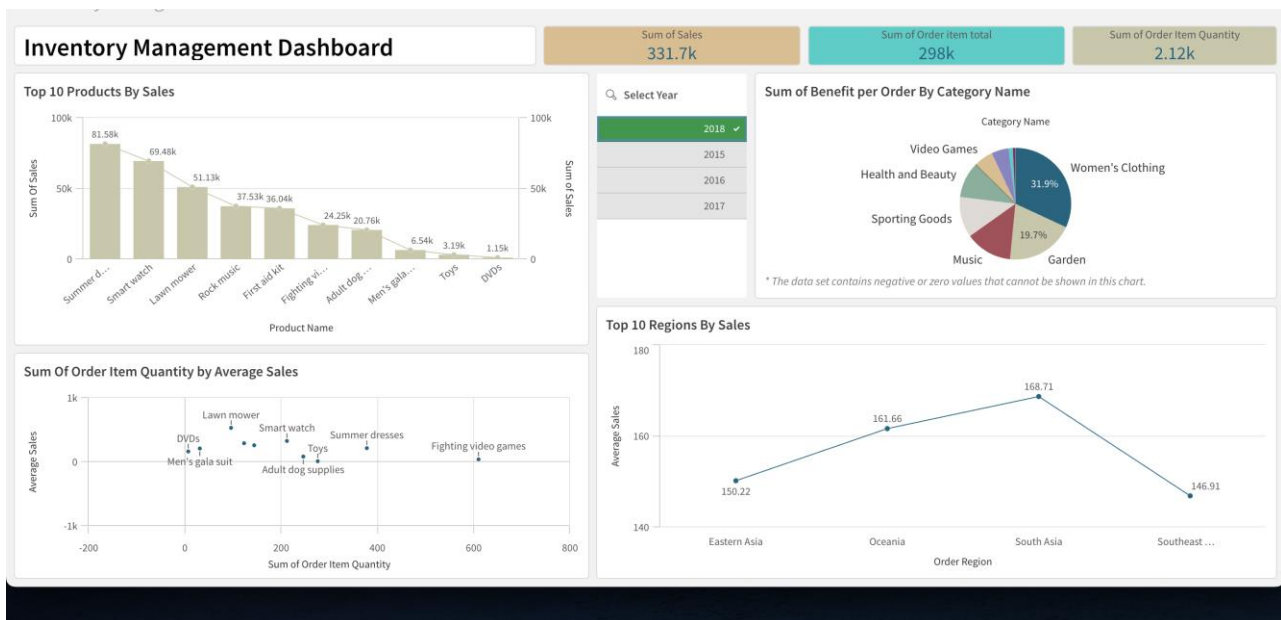 Inventory Management Dashboard
Sum of Sales
331.7k
Sum of Order item total
298k
Sum of Order Item Quantity
2.12k
Top 10 Products By Sales
100k
50k
0
Sum Of Sales
81.58k
69.48k
51.13k
37.53k
36.04k
24.25k
20.76k
6.54k
3.19k
1.15k
100k
50k
0
Sum of Sales
Summer d...
Smart watch
Lawn mower
Rock music
First aid kit
Fighting vi...
Adult dog ...
Men's gala...
Toys
DVDs
Product Name
Select Year
2018
2015
2016
2017
Sum of Benefit per Order By Category Name
Category Name
Video Games
Health and Beauty
Sporting Goods
Music
Garden
Women's Clothing
31.9%
19.7%
* The data set contains negative or zero values that cannot be shown in this chart.
Sum Of Order Item Quantity by Average Sales
1k
0
-1k
Average Sales
Lawn mower
DVDs
Smart watch
Men's gala suit
Toys
Adult dog supplies
Summer dresses
Fighting video games
-200
0
200
400
600
800
Sum of Order Item Quantity
Top 10 Regions By Sales
180
160
140
Average Sales
150.22
161.66
168.71
146.91
Eastern Asia
Oceania
South Asia
Southeast ...
Order Region